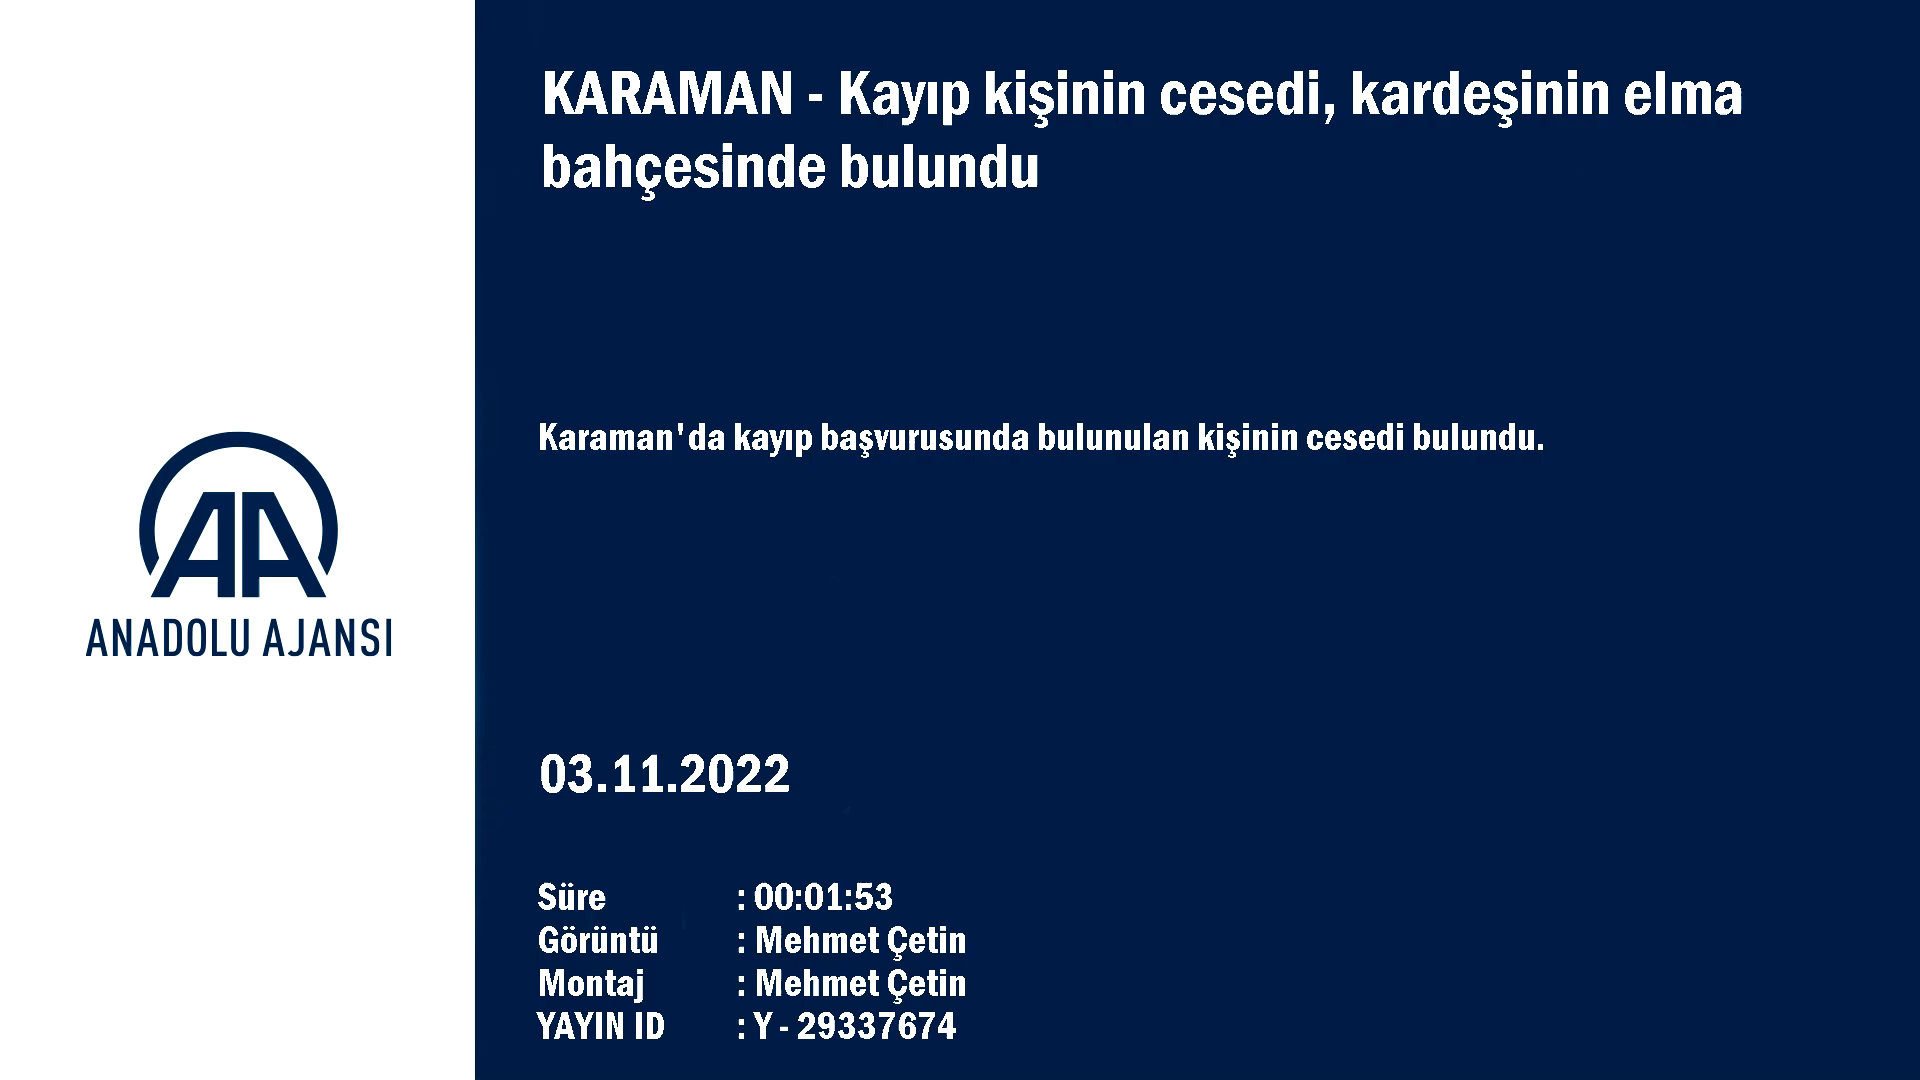 KARAMAN - Kayıp kişinin cesedi, kardeşinin elma
bahçesinde bulundu
Karaman'da kayıp başvurusunda bulunulan kişinin cesedi bulundu.
AA
ANADOLU AJANSI
03.11.2022
Süre : 00:01:53
Görüntü : Mehmet Çetin
Montaj : Mehmet Çetin
YAYIN ID : Y - 29337674